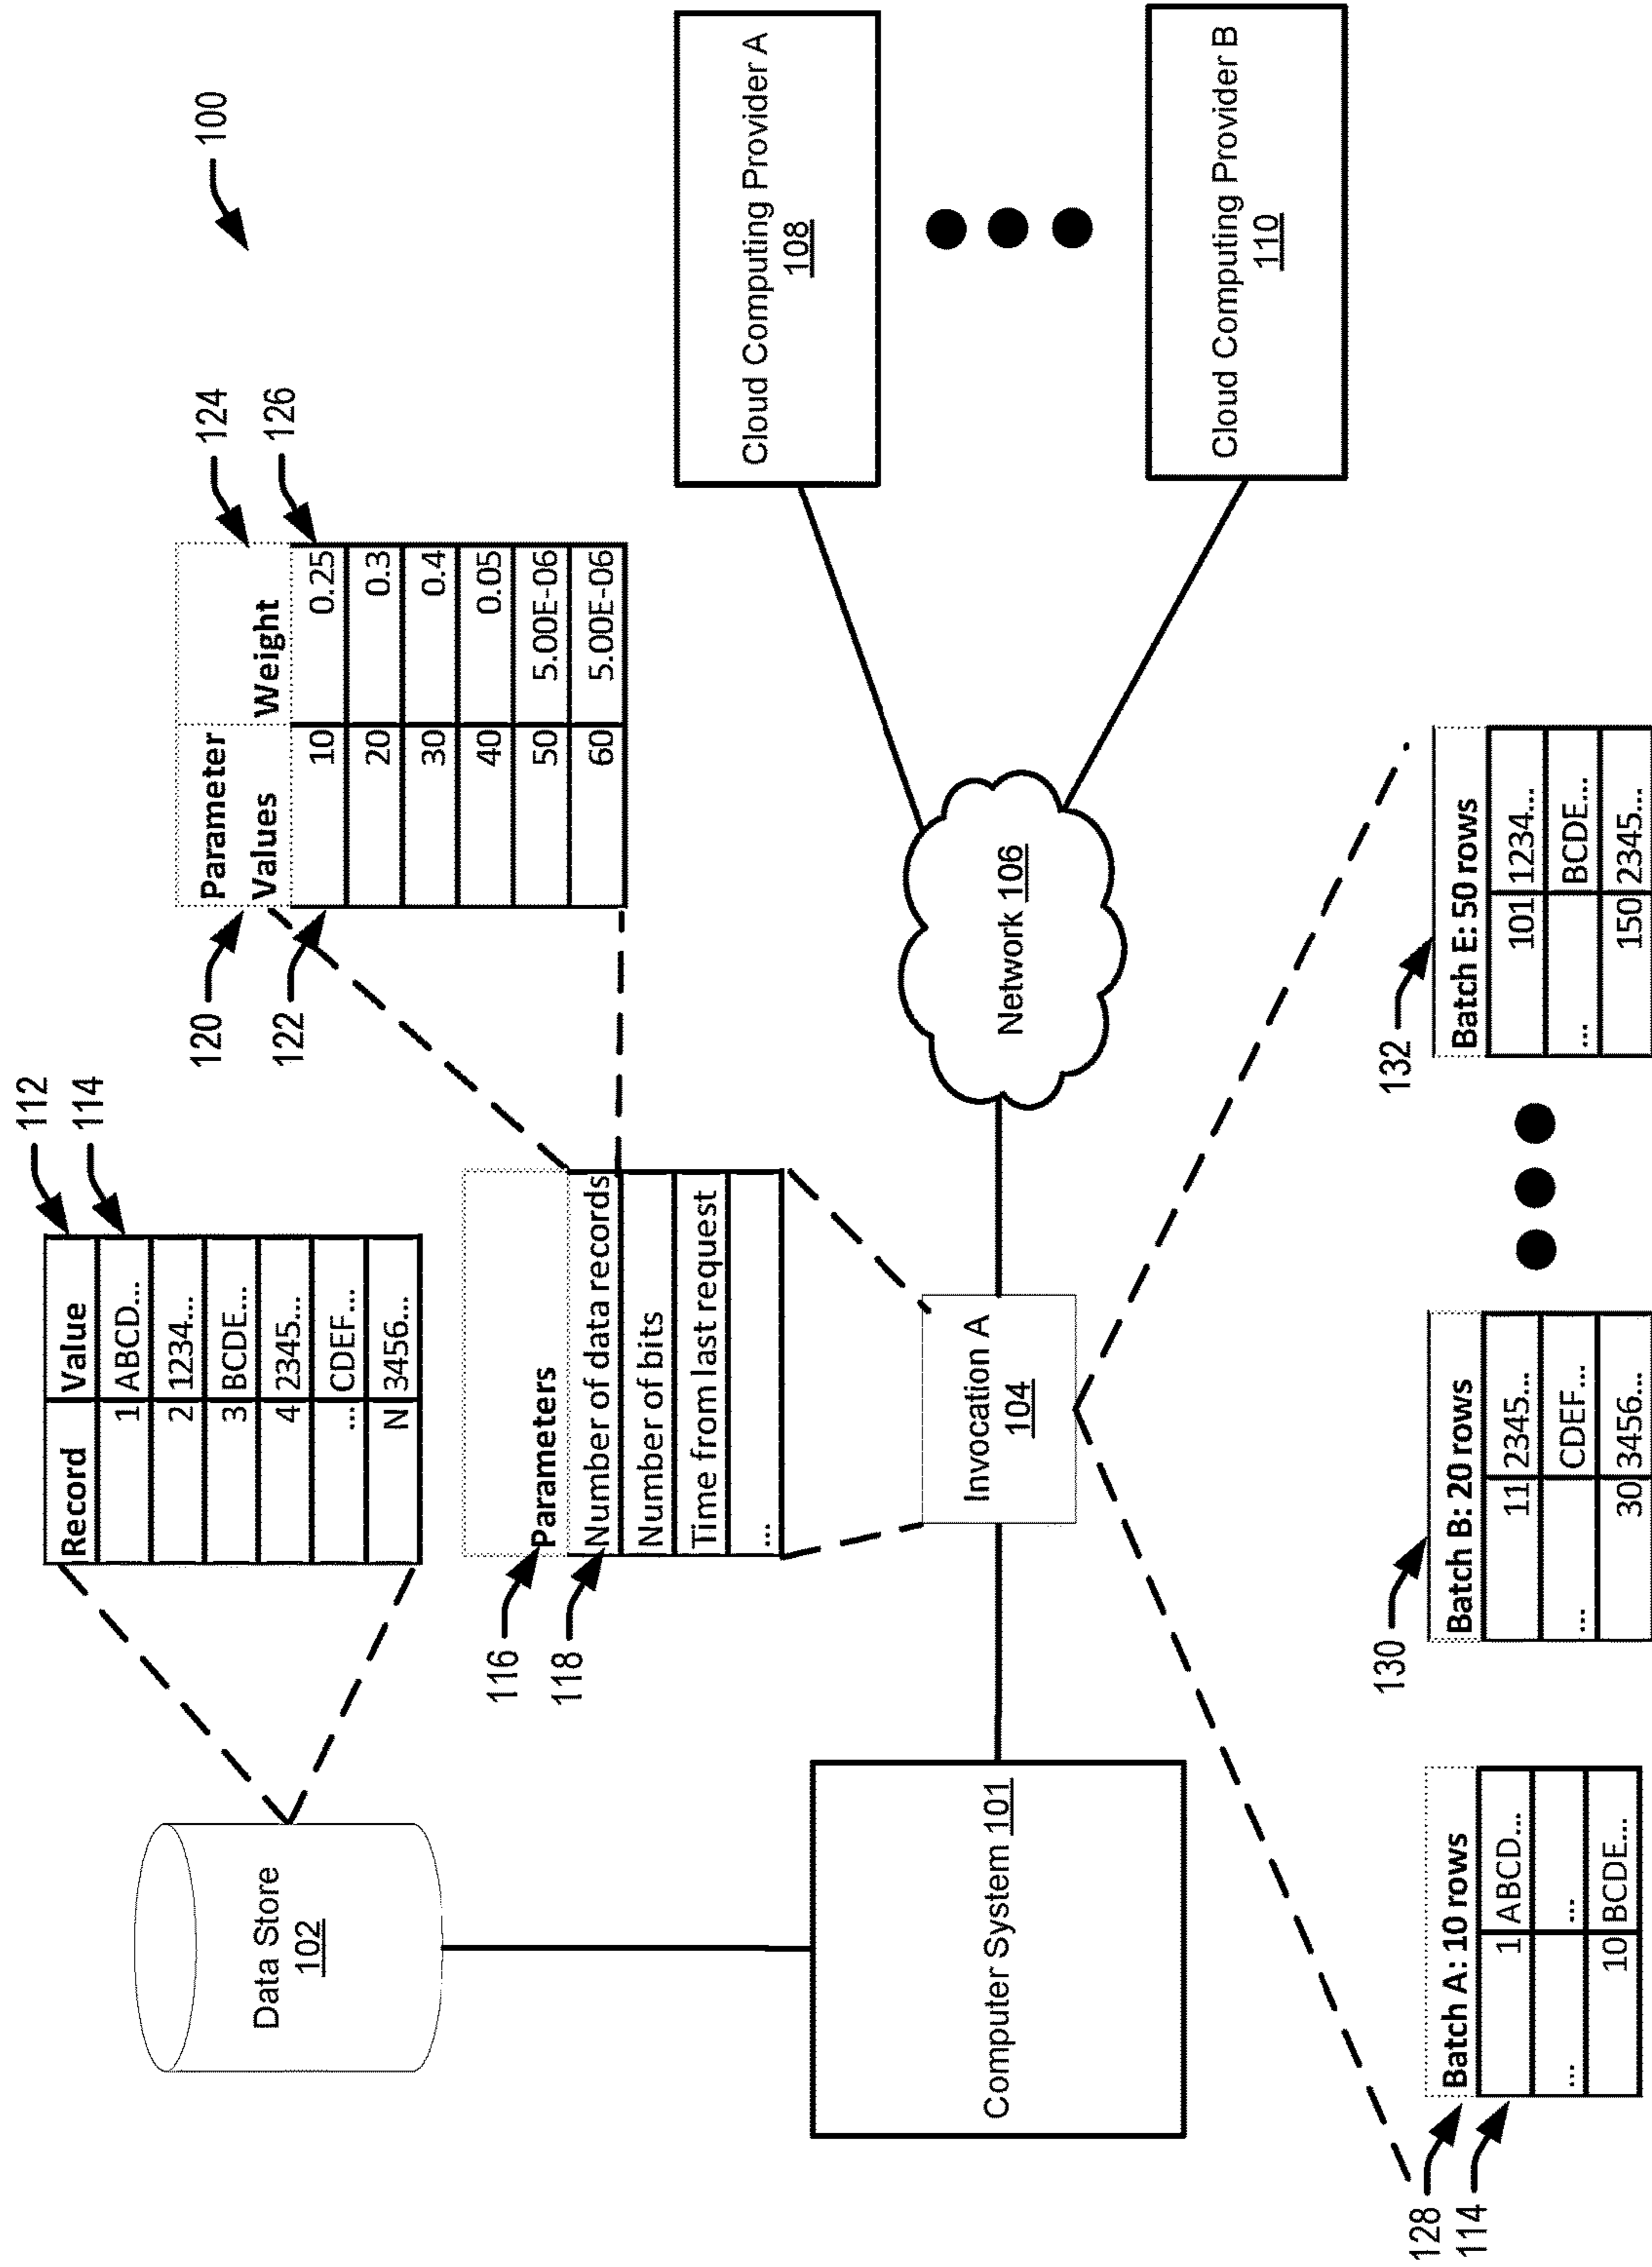 100
112
114
Record Value
1 ABCD...
2 1234...
3 BCDE...
4 2345...
... CDEF...
N 3456...
Data Store
102
116
118
Parameters
Number of data records
Number of bits
Time from last request
...
120
122
124
126
Parameter
Values Weight
10 0.25
20 0.3
30 0.4
40 0.05
50 5.00E-06
60 5.00E-06
Computer System 101
Invocation A
104
Network 106
Cloud Computing Provider A
108
Cloud Computing Provider B
110
128
114
Batch A: 10 rows
1 ABCD...
... ...
10 BCDE...
130
Batch B: 20 rows
11 2345...
... CDEF...
30 3456...
132
Batch E: 50 rows
101 1234...
... BCDE...
150 2345...